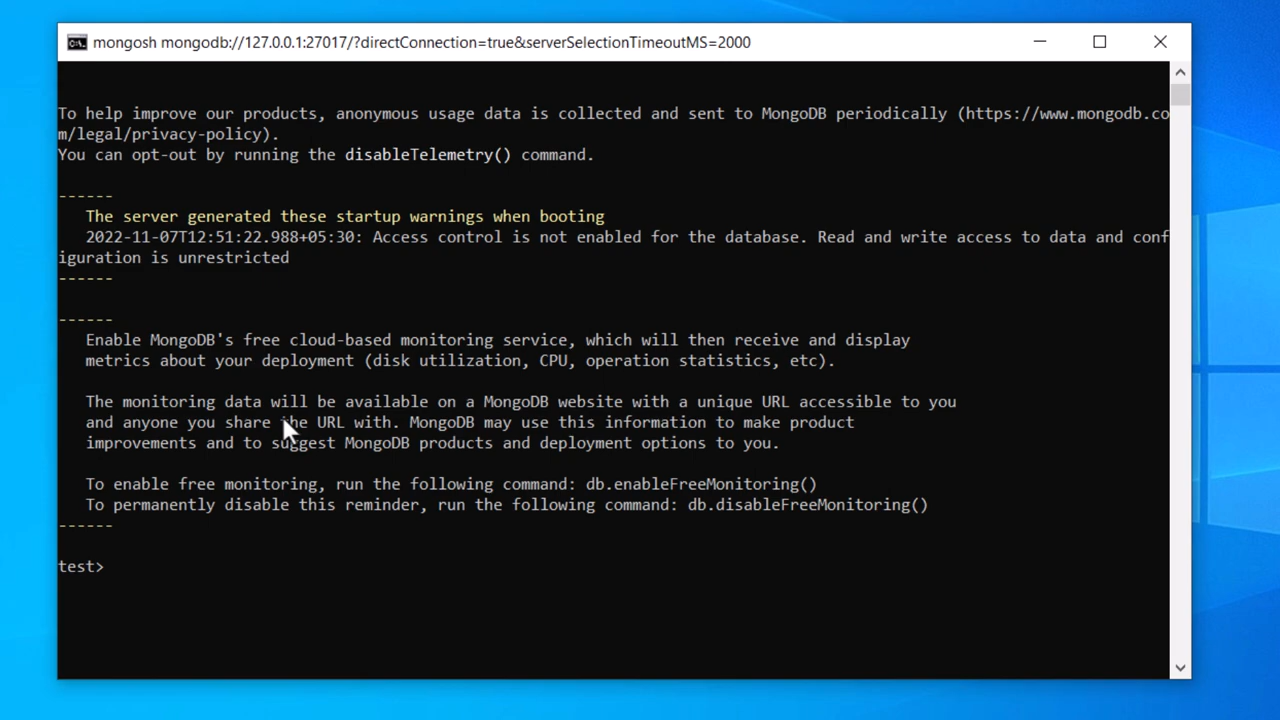 mongosh mongodb://127.0.0.1:27017/?directConnection=true&serverSelectionTimeoutMS=2000
To help improve our products, anonymous usage data is collected and sent to MongoDB periodically (https://www.mongodb.co
m/legal/privacy-policy).
You can opt-out by running the disableTelemetry() command.
------
The server generated these startup warnings when booting
2022-11-07T12:51:22.988+05:30: Access control is not enabled for the database. Read and write access to data and conf
iguration is unrestricted
------
------
Enable MongoDB's free cloud-based monitoring service, which will then receive and display
metrics about your deployment (disk utilization, CPU, operation statistics, etc).
The monitoring data will be available on a MongoDB website with a unique URL accessible to you
and anyone you share the URL with. MongoDB may use this information to make product
improvements and to suggest MongoDB products and deployment options to you.
To enable free monitoring, run the following command: db.enableFreeMonitoring()
To permanently disable this reminder, run the following command: db.disableFreeMonitoring()
------
test>